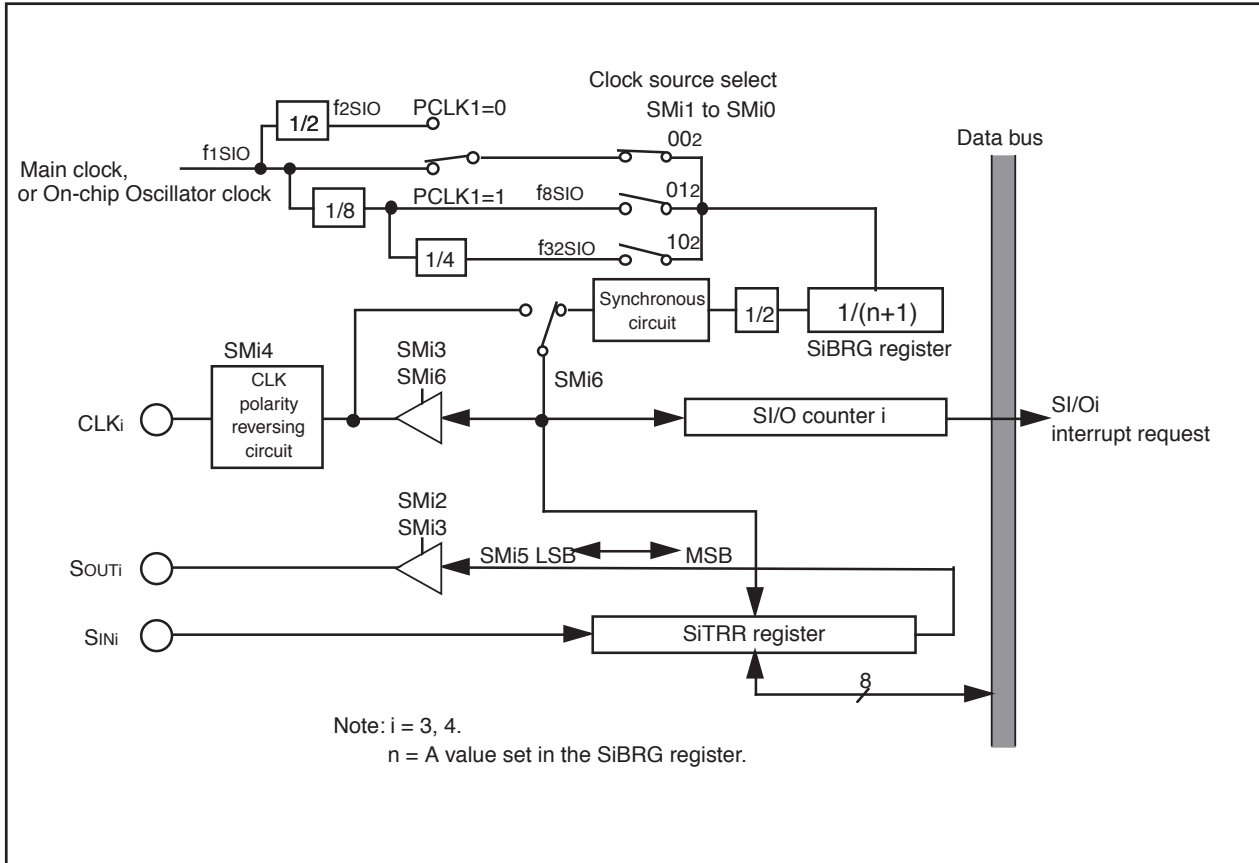 Clock source select
SMi1 to SMi0
1/2
f2SIO
PCLK1=0
Main clock,
or On-chip Oscillator clock
f1SIO
002
Data bus
1/8
PCLK1=1
f8SIO
012
1/4
f32SIO
102
Synchronous
circuit
1/2
1/(n+1)
SiBRG register
SMi4
CLK
polarity
reversing
circuit
CLKi
SMi3
SMi6
SMi6
SI/O counter i
SI/Oi
interrupt request
SMi2
SMi3
SOUTi
SMi5 LSB
MSB
SINi
SiTRR register
8
Note: i = 3, 4.
n = A value set in the SiBRG register.